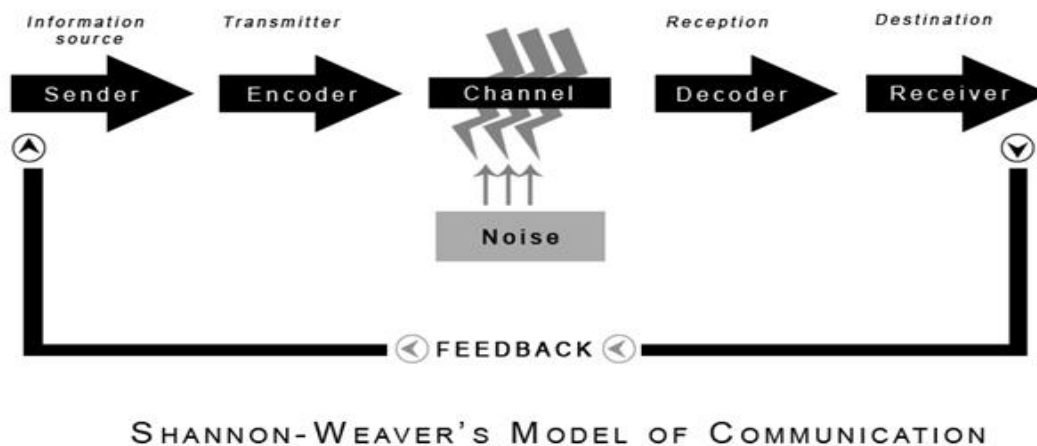 Information
source
Transmitter
Reception
Destination
Sender
Encoder
Channel
Decoder
Receiver
Noise
FEEDBACK
SHANNON-WEAVER'S MODEL OF COMMUNICATION